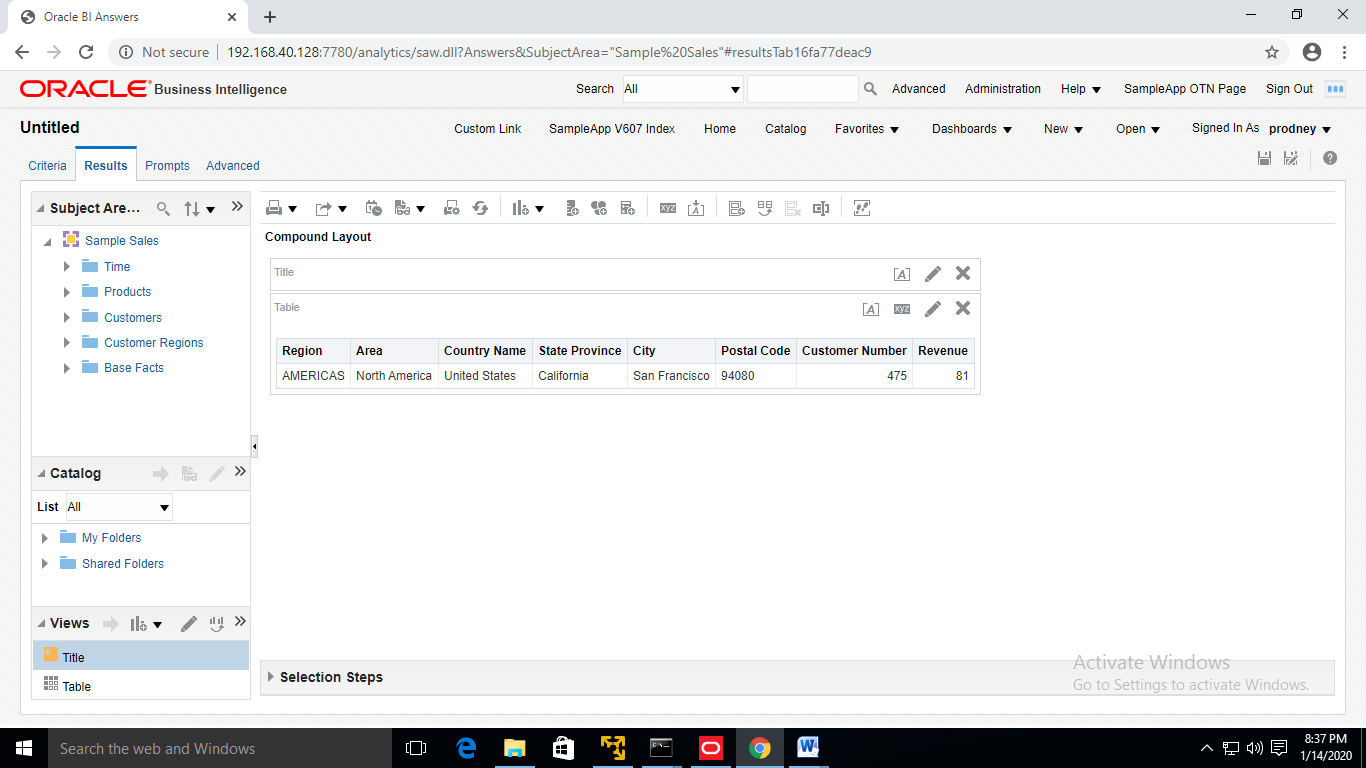 Oracle BI Answers
Not secure 192.168.40.128:7780/analytics/saw.dll?Answers&SubjectArea="Sample%20Sales"#resultsTab16fa77deac9
ORACLE Business Intelligence
Search All Advanced Administration Help SampleApp OTN Page Sign Out
Untitled
Custom Link SampleApp V607 Index Home Catalog Favorites Dashboards New Open Signed In As prodney
Criteria Results Prompts Advanced
Subject Are...
Sample Sales
Time
Products
Customers
Customer Regions
Base Facts
Catalog
List All
My Folders
Shared Folders
Views
Title
Table
Compound Layout
Title
Table
Region Area Country Name State Province City Postal Code Customer Number Revenue
AMERICAS North America United States California San Francisco 94080 475 81
Selection Steps
Activate Windows
Go to Settings to activate Windows.
Search the web and Windows
8:37 PM
1/14/2020